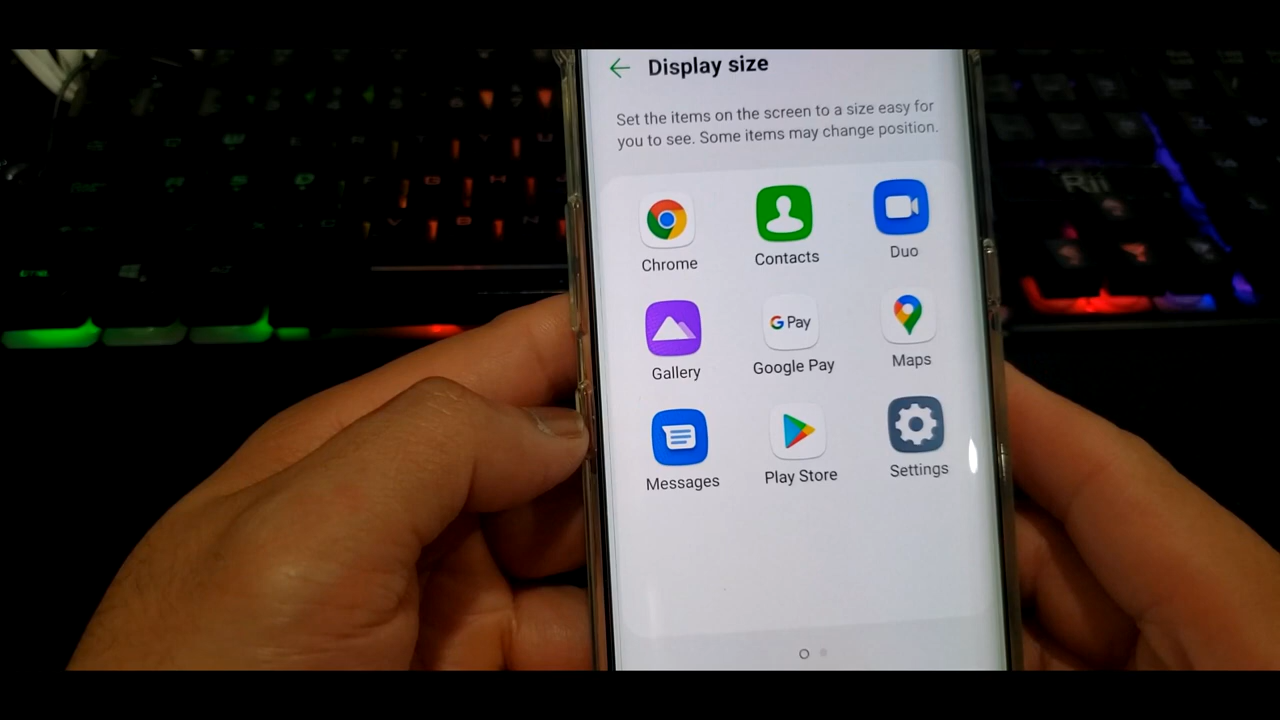 Display size
Set the items on the screen to a size easy for
you to see. Some items may change position.
Chrome
Contacts
Duo
Gallery
G Pay
Google Pay
Maps
Messages
Play Store
Settings
Rii